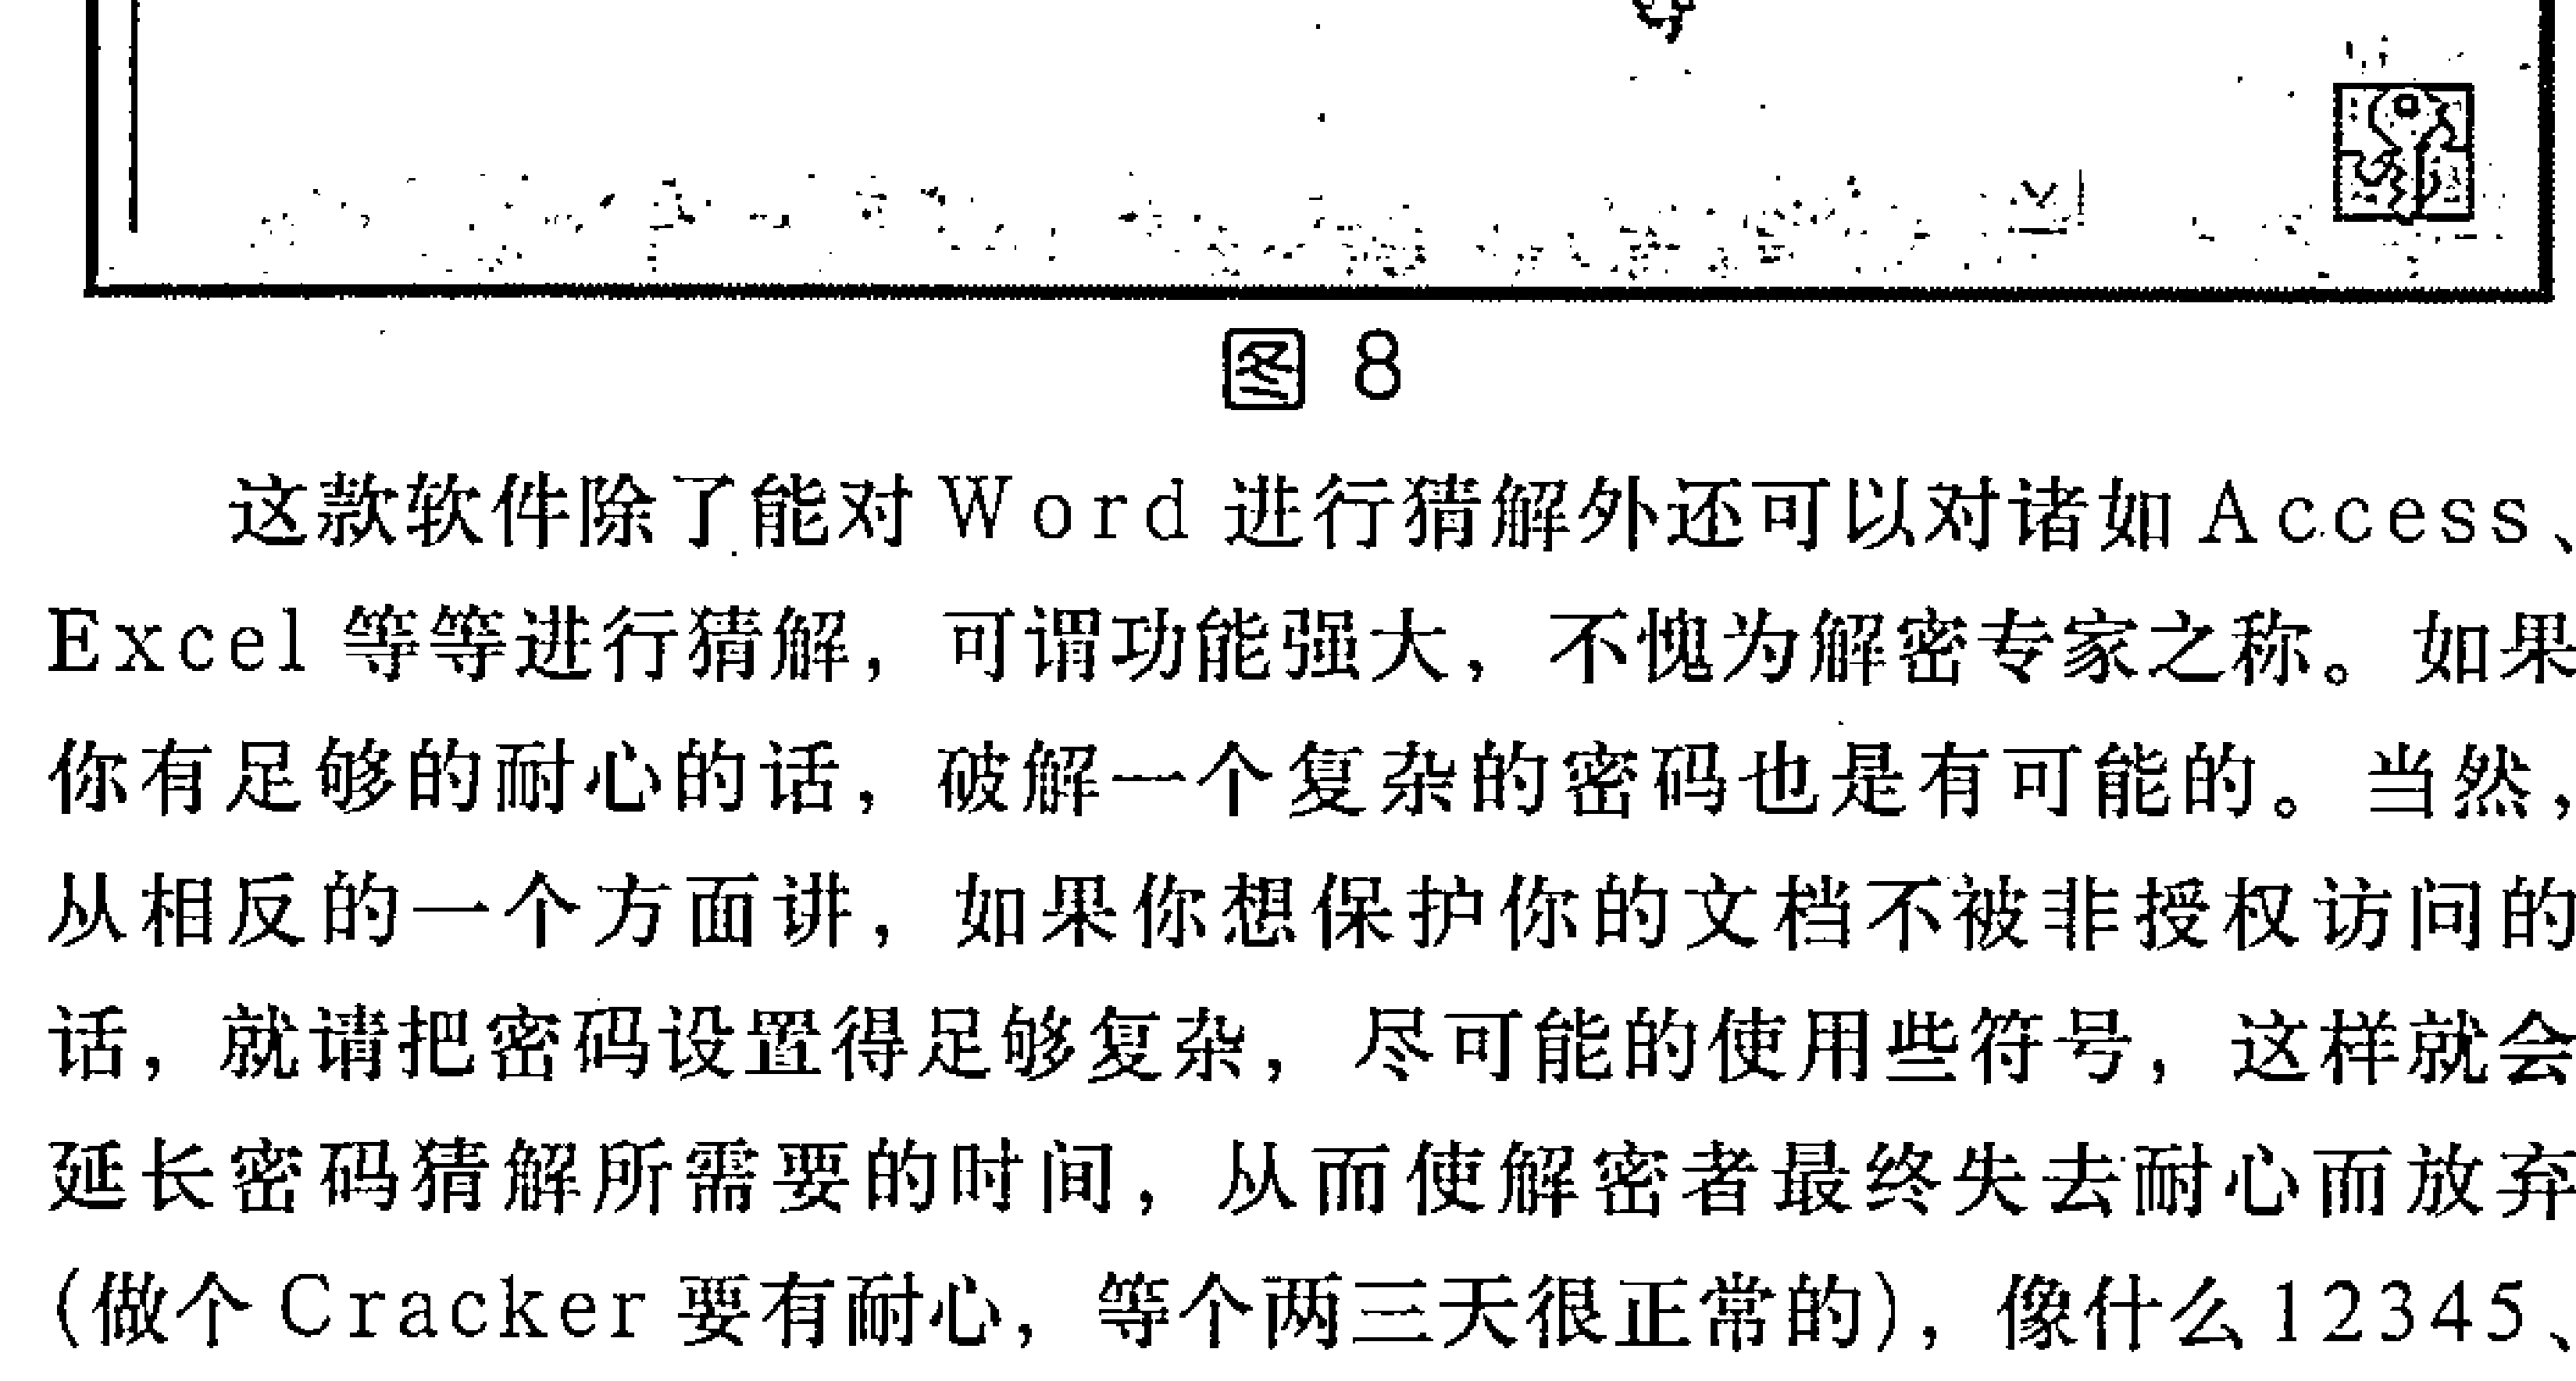 图 8
这款软件除了能对 Word 进行猜解外还可以对诸如 Access、
Excel 等等进行猜解，可谓功能强大，不愧为解密专家之称。如果
你有足够的耐心的话，破解一个复杂的密码也是有可能的。当然，
从相反的一个方面讲，如果你想保护你的文档不被非授权访问的
话，就请把密码设置得足够复杂，尽可能的使用些符号，这样就会
延长密码猜解所需要的时间，从而使解密者最终失去耐心而放弃
(做个 Cracker 要有耐心，等个两三天很正常的)，像什么 12345、